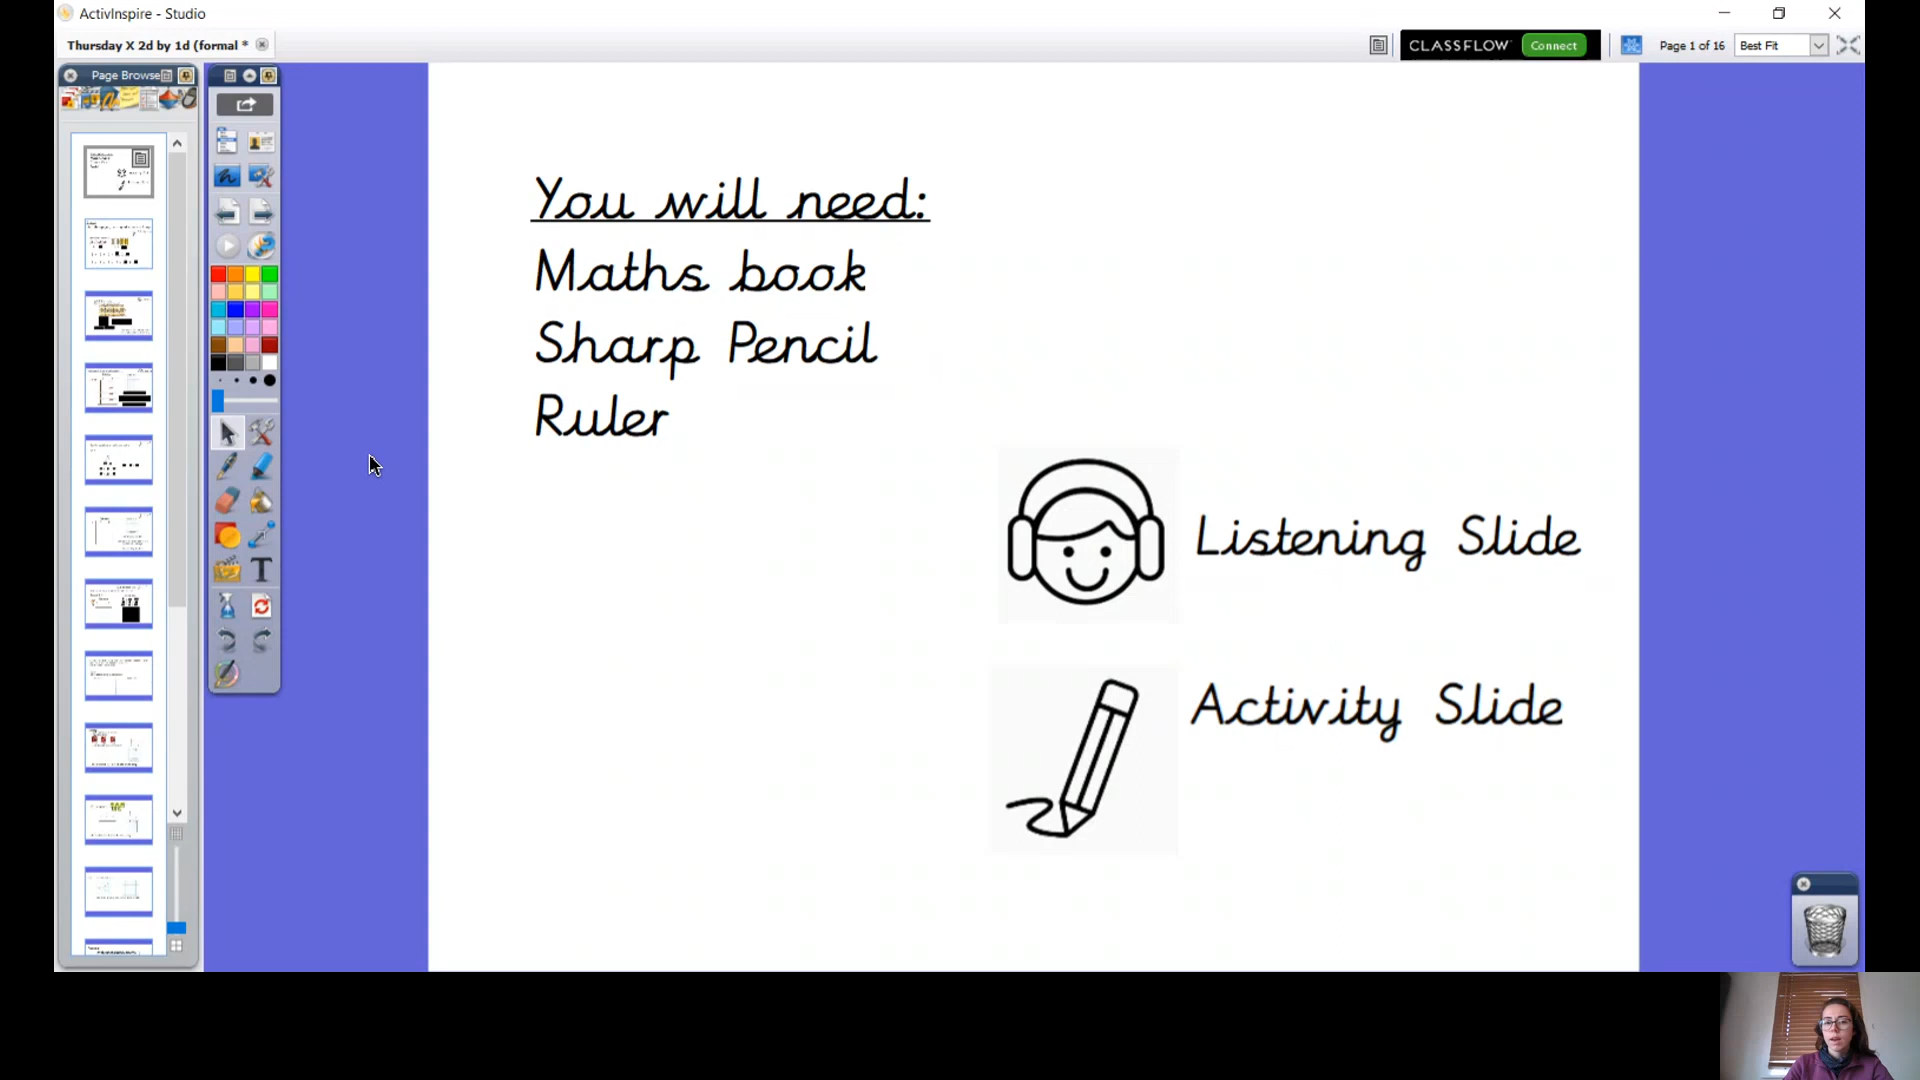 ActivInspire - Studio
Thursday X 2d by 1d (formal *
CLASSFLOW Connect
Page 1 of 16
Best Fit
Page Browse
You will need:
Maths book
Sharp Pencil
Ruler
Listening Slide
Activity Slide